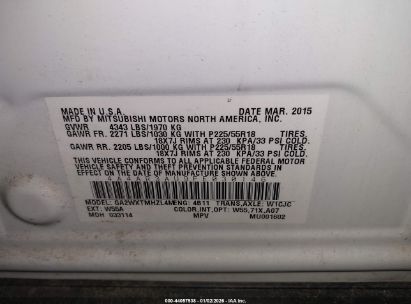 MADE IN U.S.A. DATE MAR. 2015
BY MITSUBISHI MOTORS NORTH AMERICA, INC.
GVWR 4343 LBS/1970 KG
GAWR FR. 2271 LBS/1030 KG WITH P225/55R18 TIRES,
18X7J RIMS AT 230 KPA/33 PSI COLD.
GAWR RR. 2205 LBS/1000 KG WITH P225/55R18 TIRES,
18X7J RIMS AT 230 KPA/33 PSI COLD.
THIS VEHICLE CONFORMS TO ALL APPLICABLE FEDERAL MOTOR
VEHICLE SAFETY AND THEFT PREVENTION STANDARDS IN
EFFECT ON THE DATE OF MANUFACTURE SHOWN ABOVE.
MODEL: GA2WXTMHZL4M ENG: 4B11 TRANS,AXLE: W1CJC
EXT: W55A COLOR,INT,OPT: W55,71X,A07
MDH 033114 MPV MU001602